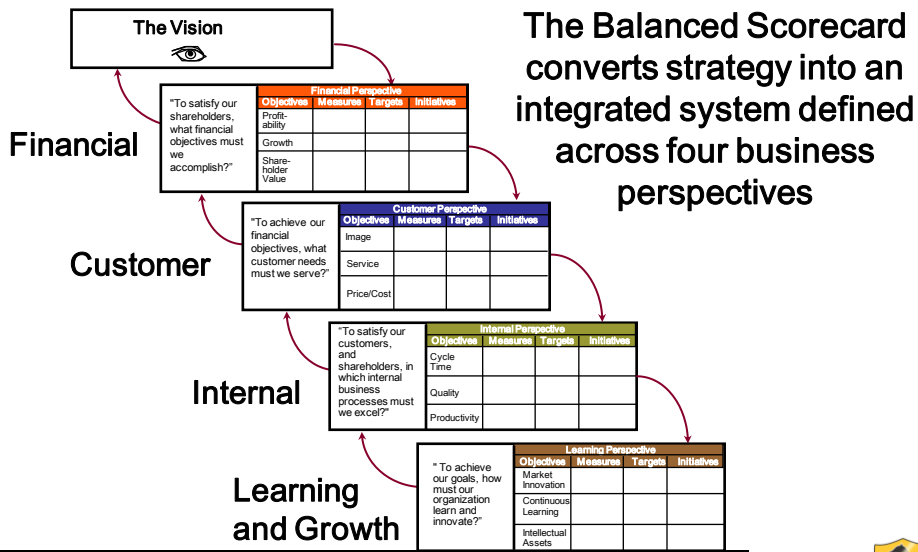 The Vision
The Balanced Scorecard
converts strategy into an
integrated system defined
across four business
perspectives
Financial
"To satisfy our
shareholders,
what financial
objectives must
we
accomplish?"
Financial Perspective
Objectives Measures Targets Initiatives
Profit-
ability
Growth
Share-
holder
Value
Customer
"To achieve our
financial
objectives, what
customer needs
must we serve?"
Customer Perspective
Objectives Measures Targets Initiatives
Image
Service
Price/Cost
Internal
"To satisfy our
customers,
and
shareholders, in
which internal
business
processes must
we excel?"
Internal Perspective
Objectives Measures Targets Initiatives
Cycle
Time
Quality
Productivity
Learning
and Growth
" To achieve
our goals, how
must our
organization
learn and
innovate?"
Learning Perspective
Objectives Measures Targets Initiatives
Market
Innovation
Continuous
Learning
Intellectual
Assets